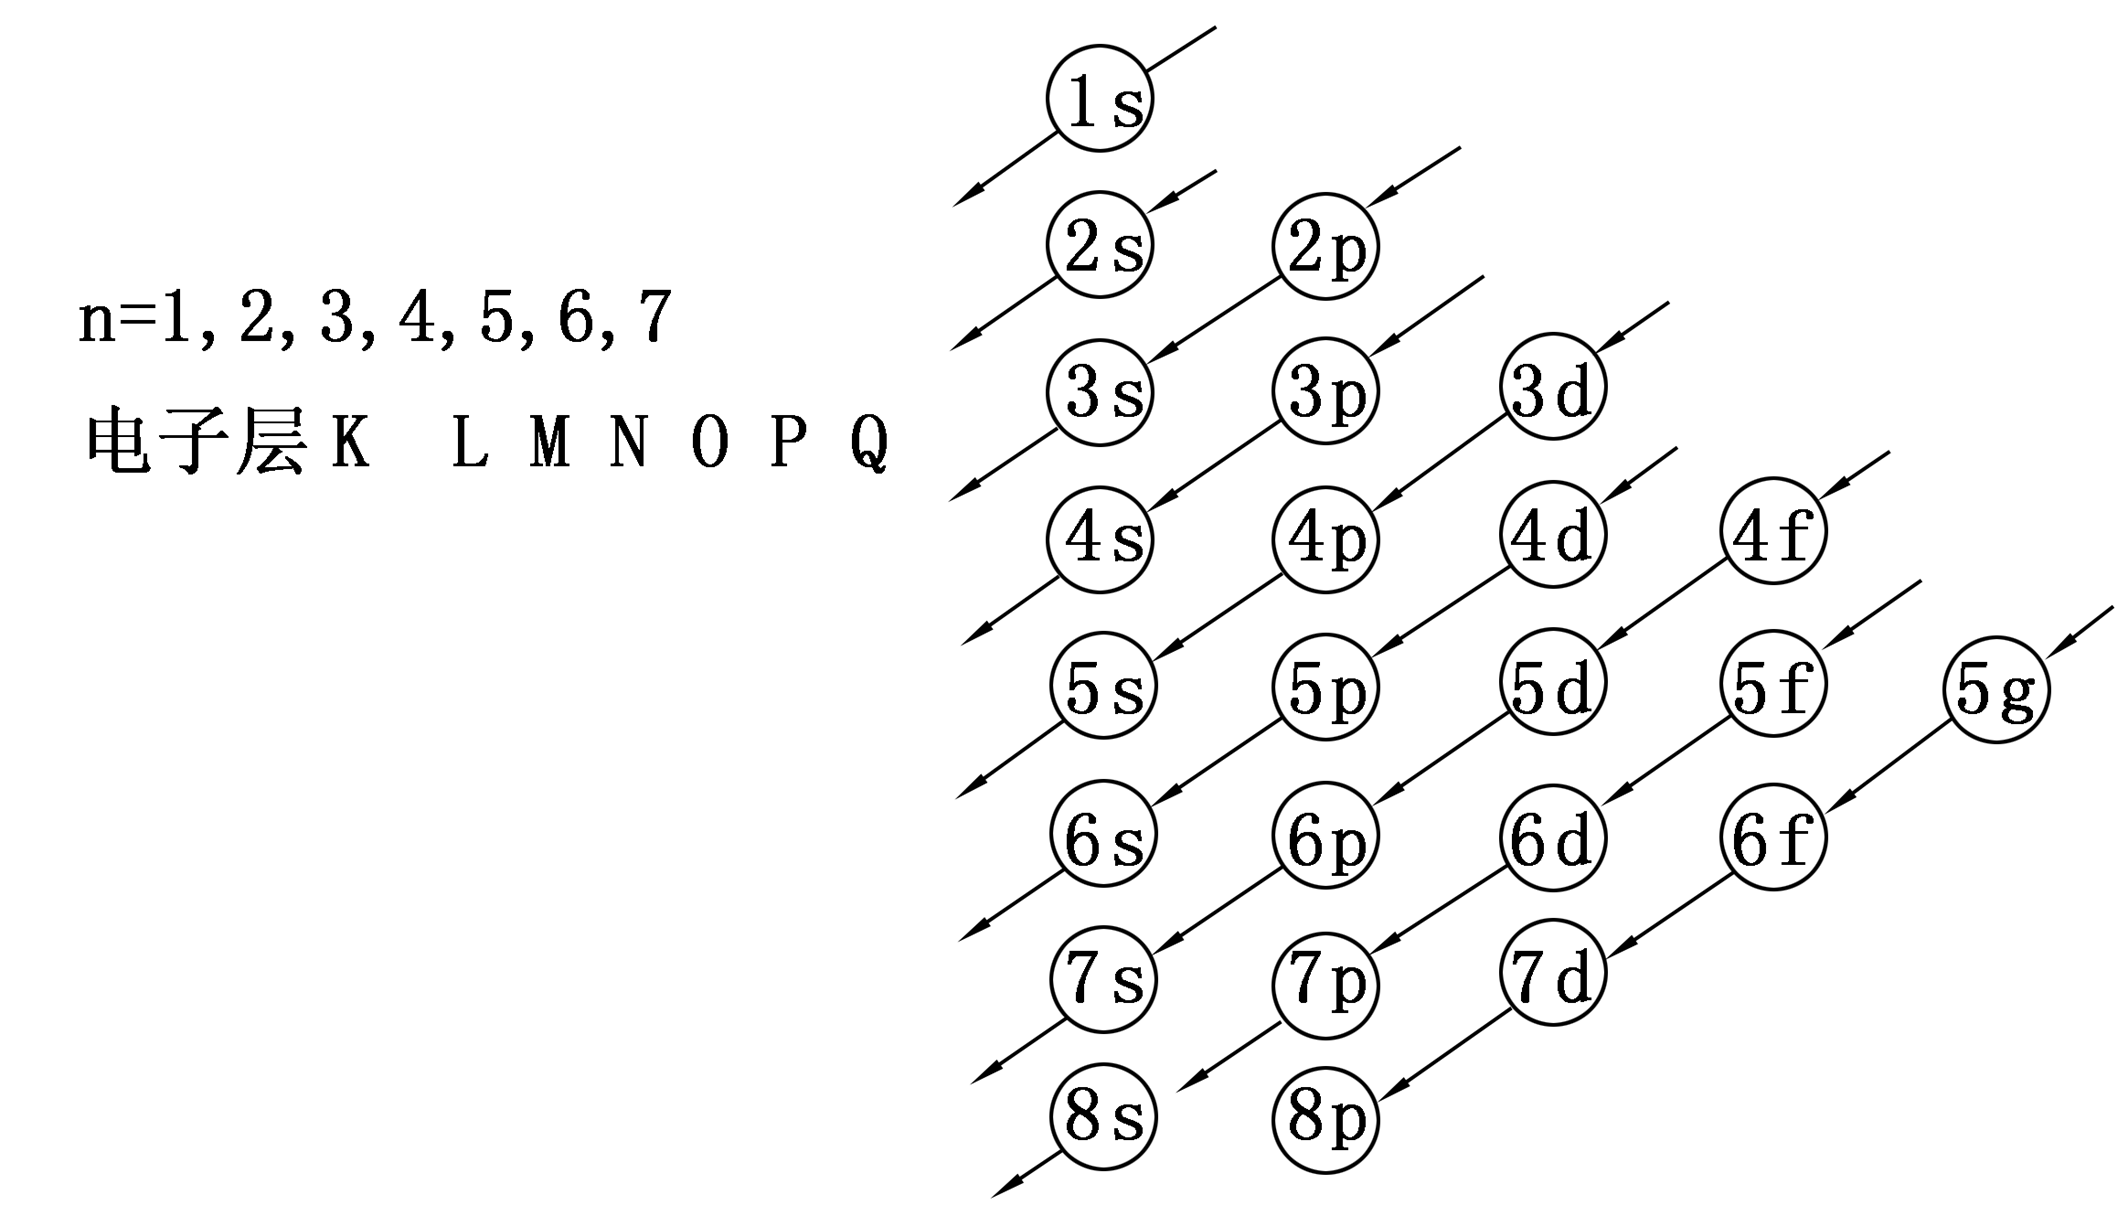 1s
2s 2p
n=1,2,3,4,5,6,7
3s 3p 3d
电子层K L M N O P Q
4s 4p 4d 4f
5s 5p 5d 5f 5g
6s 6p 6d 6f
7s 7p 7d
8s 8p